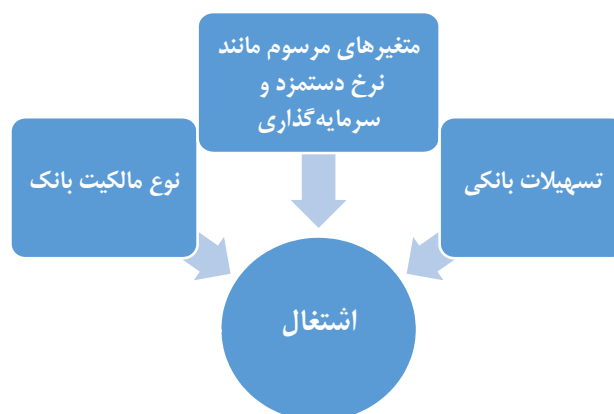 متغیرهای مرسوم مانند
نرخ دستمزد و
سرمایه‌گذاری
تسهیلات بانکی
نوع مالکیت بانک
اشتغال